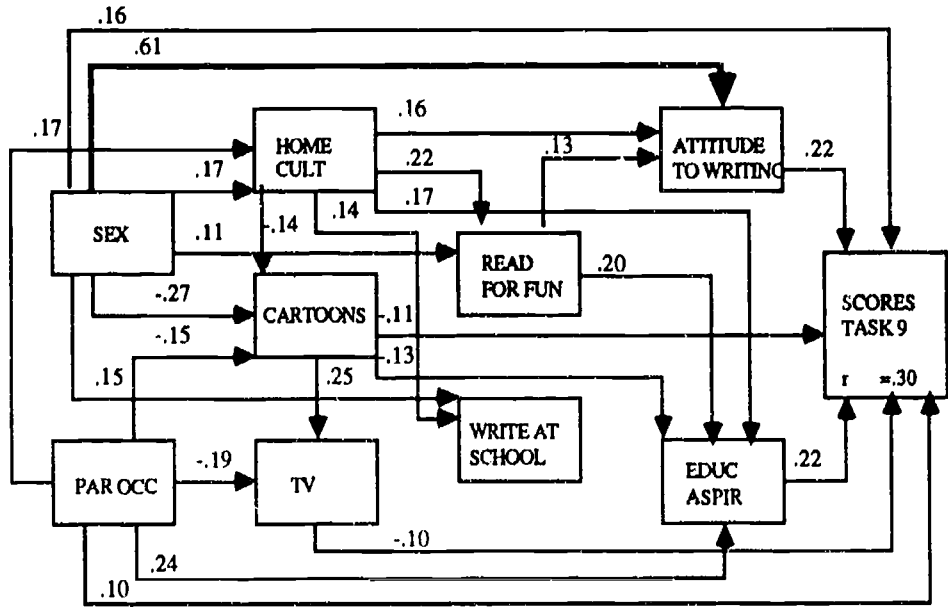 .16
.61
.17
HOME
CULT
.16
.22
.17
.13
ATTITUDE
TO WRITING
.22
.17
SEX
.11
-.14
.14
READ
FOR FUN
.20
SCORES
TASK 9
r =.30
-.27
CARTOONS
-.11
-.15
-.13
.15
.25
WRITE AT
SCHOOL
PAR OCC
-.19
TV
EDUC
ASPIR
.22
-.10
.24
.10